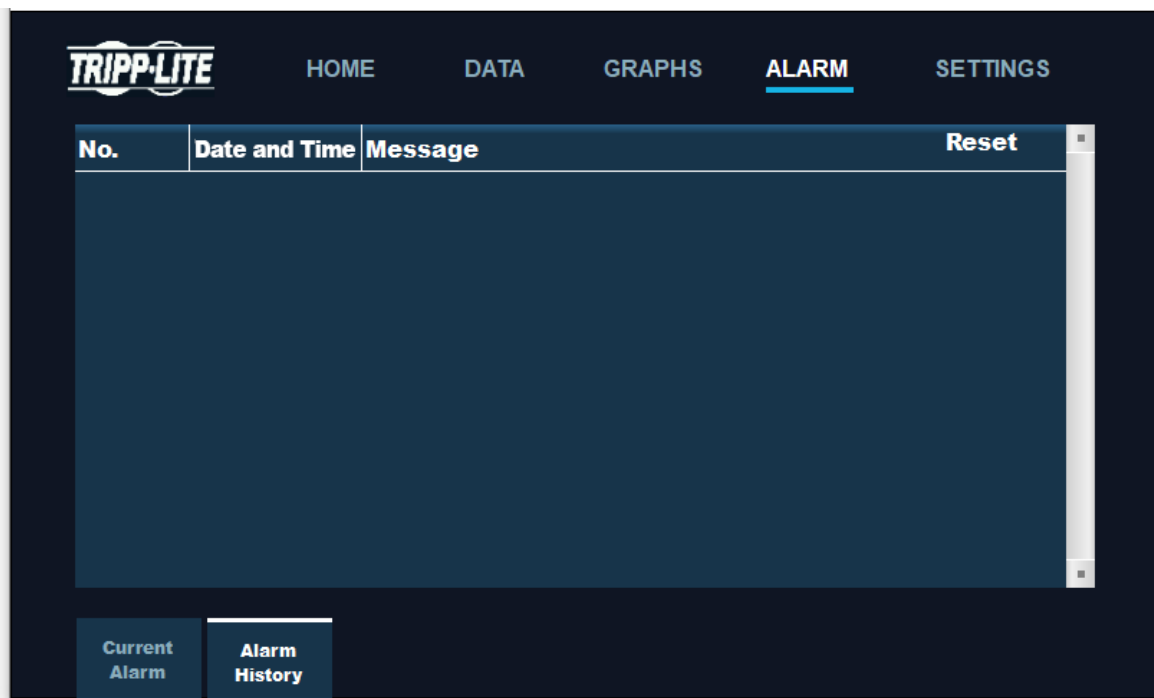 TRIPP·LITE HOME DATA GRAPHS ALARM SETTINGS
No. Date and Time Message Reset
Current Alarm
Alarm History